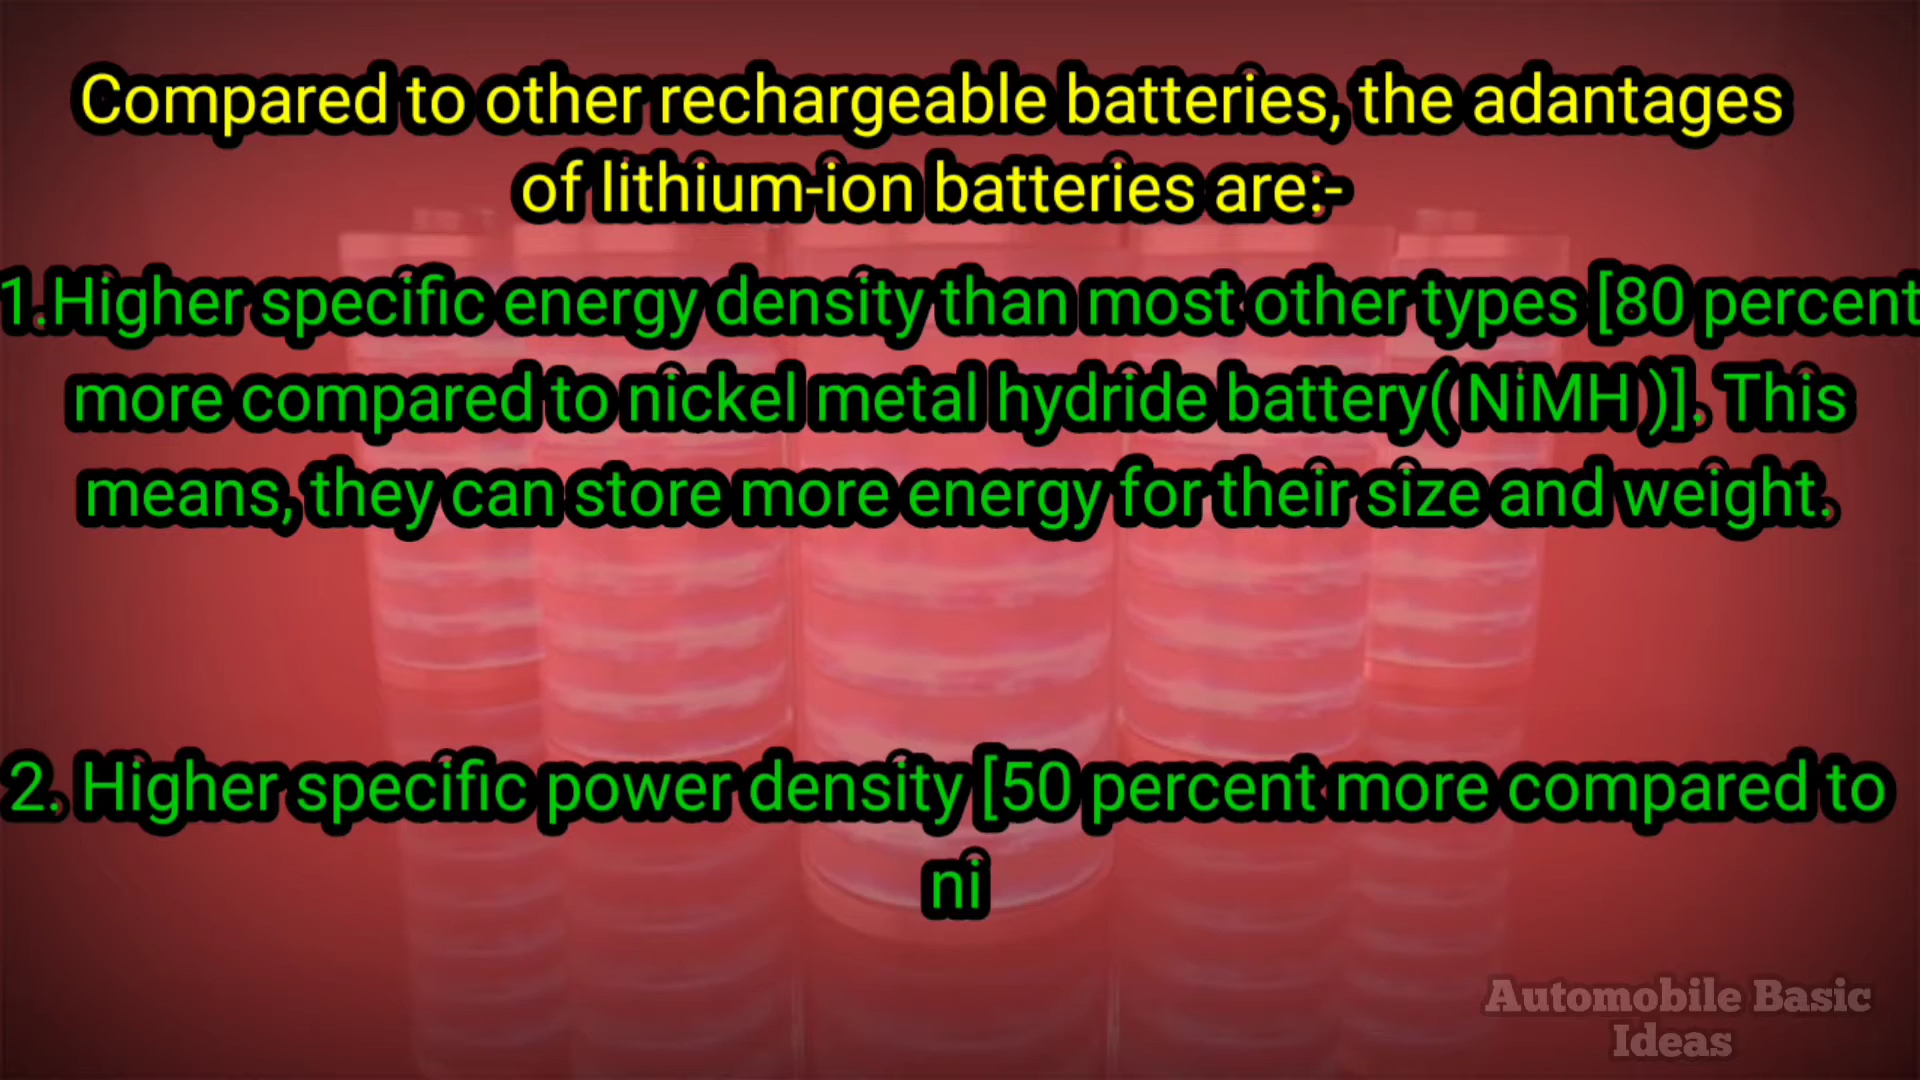 Compared to other rechargeable batteries, the adantages
of lithium-ion batteries are:-
1.Higher specific energy density than most other types [80 percent
more compared to nickel metal hydride battery( NiMH )]. This
means, they can store more energy for their size and weight.
2. Higher specific power density [50 percent more compared to
ni
Automobile Basic
Ideas